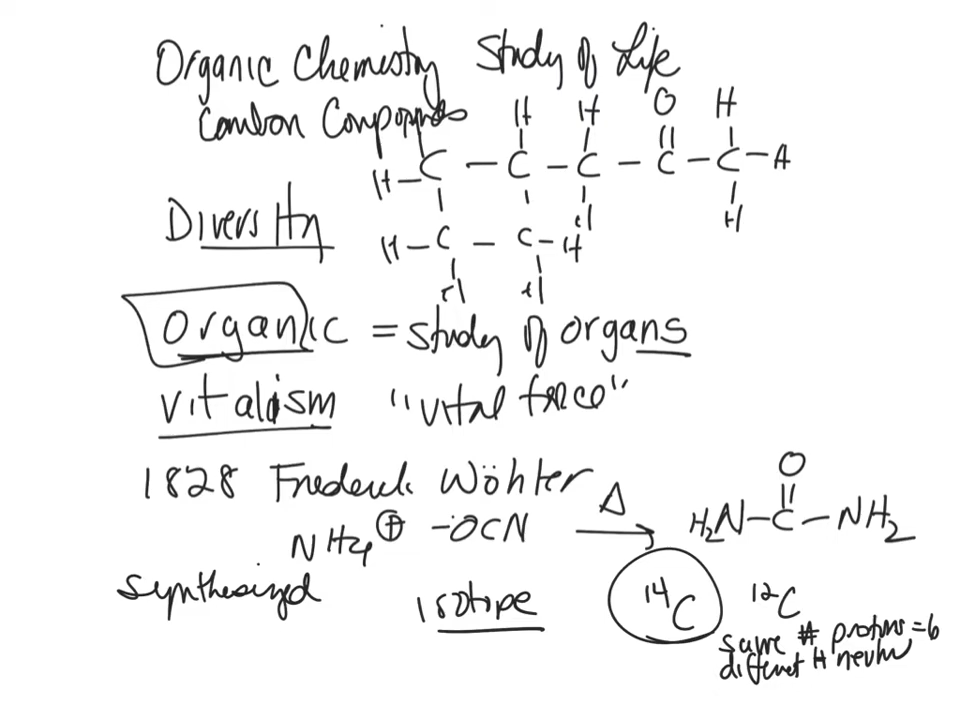 Organic Chemistry Study of Life
Carbon Compounds
H H O H
H-C-C-C-C-C-H
H H
Diversity
H-C-C-H
H H
Organic = study of organs
vitalism "vital force"
1828 Frederick Wöhler
O
NH4⊕ -OCN Δ → H2N-C-NH2
synthesized
isotope 14C 12C
same # protons = 6
different # neutr